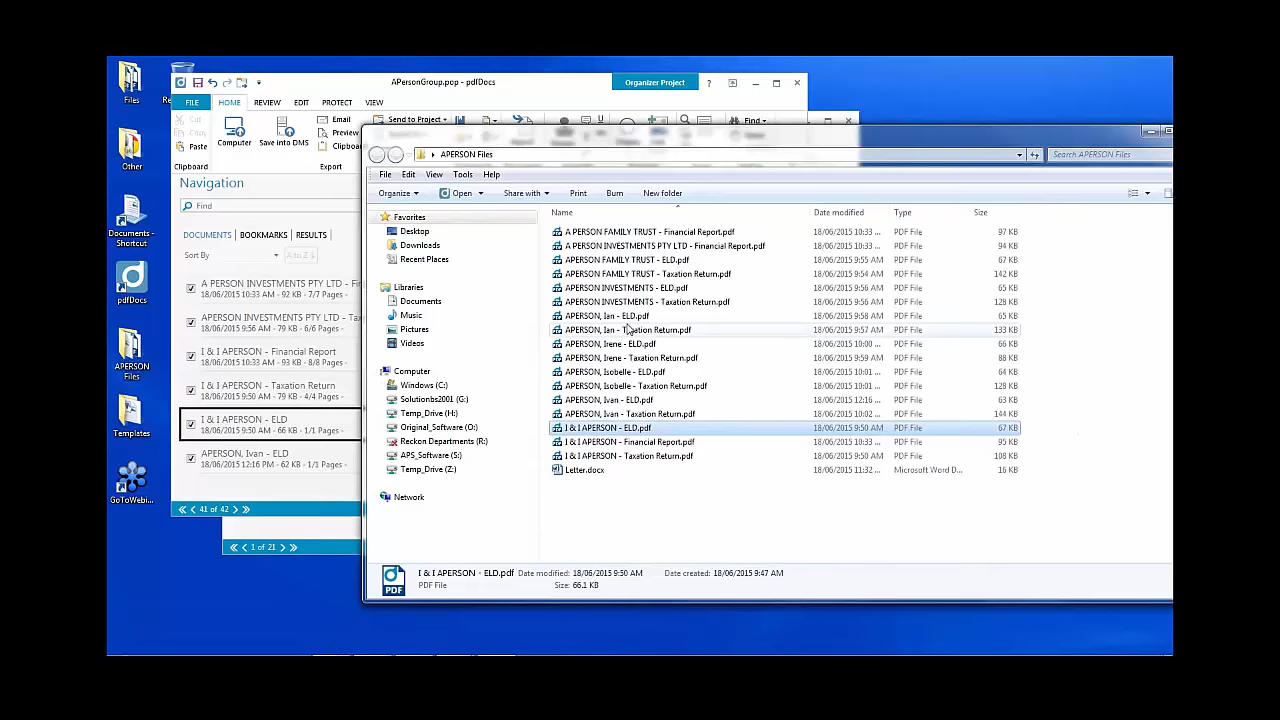 Files
Re
Other
Documents -
Shortcut
pdfDocs
APERSON
Files
Templates
GoToWebi...
APersonGroup.pop - pdfDocs
Organizer Project
?
FILE
HOME
REVIEW
EDIT
PROTECT
VIEW
Cut
Copy
Paste
Clipboard
Computer
Save into DMS
Email
Preview
Clipboa
Export
Send to Project
Find
Navigation
Find
DOCUMENTS
BOOKMARKS
RESULTS
Sort By
A to Z
A PERSON INVESTMENTS PTY LTD - Fir
18/06/2015 10:33 AM - 92 KB - 7/7 Pages -
APERSON INVESTMENTS PTY LTD - Tax
18/06/2015 9:56 AM - 79 KB - 6/6 Pages -
I & I APERSON - Financial Report
18/06/2015 10:33 AM - 93 KB - 8/8 Pages -
I & I APERSON - Taxation Return
18/06/2015 9:50 AM - 79 KB - 4/4 Pages -
I & I APERSON - ELD
18/06/2015 9:50 AM - 66 KB - 1/1 Pages -
APERSON, Ivan - ELD
18/06/2015 12:16 PM - 62 KB - 1/1 Pages -
41 of 42
1 of 21
APERSON Files
Search APERSON Files
File
Edit
View
Tools
Help
Organize
Open
Share with
Print
Burn
New folder
Favorites
Desktop
Downloads
Recent Places
Libraries
Documents
Music
Pictures
Videos
Computer
Windows (C:)
Solutionbs2001 (G:)
Temp_Drive (H:)
Original_Software (O:)
Reckon Departments (R:)
APS_Software (S:)
Temp_Drive (Z:)
Network
Name Date modified Type Size
A PERSON FAMILY TRUST - Financial Report.pdf 18/06/2015 10:33 ... PDF File 97 KB
A PERSON INVESTMENTS PTY LTD - Financial Report.pdf 18/06/2015 10:33 ... PDF File 94 KB
APERSON FAMILY TRUST - ELD.pdf 18/06/2015 9:55 AM PDF File 67 KB
APERSON FAMILY TRUST - Taxation Return.pdf 18/06/2015 9:54 AM PDF File 142 KB
APERSON INVESTMENTS - ELD.pdf 18/06/2015 9:55 AM PDF File 65 KB
APERSON INVESTMENTS - Taxation Return.pdf 18/06/2015 9:56 AM PDF File 128 KB
APERSON, Ian - ELD.pdf 18/06/2015 9:58 AM PDF File 65 KB
APERSON, Ian - Taxation Return.pdf 18/06/2015 9:57 AM PDF File 133 KB
APERSON, Irene - ELD.pdf 18/06/2015 10:00 ... PDF File 66 KB
APERSON, Irene - Taxation Return.pdf 18/06/2015 9:59 AM PDF File 88 KB
APERSON, Isobelle - ELD.pdf 18/06/2015 10:01 ... PDF File 64 KB
APERSON, Isobelle - Taxation Return.pdf 18/06/2015 10:01 ... PDF File 128 KB
APERSON, Ivan - ELD.pdf 18/06/2015 12:16 ... PDF File 63 KB
APERSON, Ivan - Taxation Return.pdf 18/06/2015 10:02 ... PDF File 144 KB
I & I APERSON - ELD.pdf 18/06/2015 9:50 AM PDF File 67 KB
I & I APERSON - Financial Report.pdf 18/06/2015 10:33 ... PDF File 95 KB
I & I APERSON - Taxation Return.pdf 18/06/2015 9:50 AM PDF File 108 KB
Letter.docx 18/06/2015 11:32 ... Microsoft Word D... 16 KB
PDF
I & I APERSON - ELD.pdf Date modified: 18/06/2015 9:50 AM Date created: 18/06/2015 9:47 AM
PDF File Size: 66.1 KB